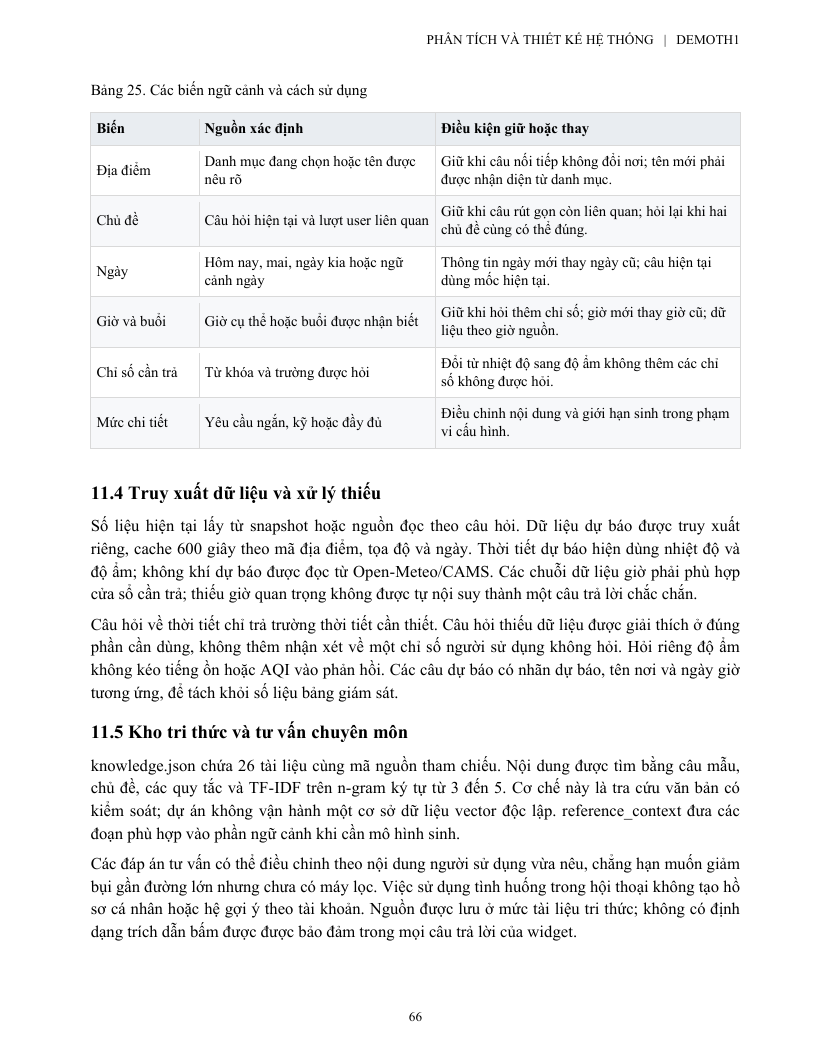 PHÂN TÍCH VÀ THIẾT KẾ HỆ THỐNG | DEMOTH1
Bảng 25. Các biến ngữ cảnh và cách sử dụng
Biến Nguồn xác định Điều kiện giữ hoặc thay
Địa điểm
Danh mục đang chọn hoặc tên được
nêu rõ
Giữ khi câu nối tiếp không đổi nơi; tên mới phải
được nhận diện từ danh mục.
Chủ đề
Câu hỏi hiện tại và lượt user liên quan
Giữ khi câu rút gọn còn liên quan; hỏi lại khi hai
chủ đề cùng có thể đúng.
Ngày
Hôm nay, mai, ngày kia hoặc ngữ
cảnh ngày
Thông tin ngày mới thay ngày cũ; câu hiện tại
dùng mốc hiện tại.
Giờ và buổi
Giờ cụ thể hoặc buổi được nhận biết
Giữ khi hỏi thêm chỉ số; giờ mới thay giờ cũ; dữ
liệu theo giờ nguồn.
Chỉ số cần trả
Từ khóa và trường được hỏi
Đổi từ nhiệt độ sang độ ẩm không thêm các chỉ
số không được hỏi.
Mức chi tiết
Yêu cầu ngắn, kỹ hoặc đầy đủ
Điều chỉnh nội dung và giới hạn sinh trong phạm
vi cấu hình.
11.4 Truy xuất dữ liệu và xử lý thiếu
Số liệu hiện tại lấy từ snapshot hoặc nguồn đọc theo câu hỏi. Dữ liệu dự báo được truy xuất
riêng, cache 600 giây theo mã địa điểm, tọa độ và ngày. Thời tiết dự báo hiện dùng nhiệt độ và
độ ẩm; không khí dự báo được đọc từ Open-Meteo/CAMS. Các chuỗi dữ liệu giờ phải phù hợp
cửa sổ cần trả; thiếu giờ quan trọng không được tự nội suy thành một câu trả lời chắc chắn.
Câu hỏi về thời tiết chỉ trả trường thời tiết cần thiết. Câu hỏi thiếu dữ liệu được giải thích ở đúng
phần cần dùng, không thêm nhận xét về một chỉ số người sử dụng không hỏi. Hỏi riêng độ ẩm
không kéo tiếng ồn hoặc AQI vào phản hồi. Các câu dự báo có nhãn dự báo, tên nơi và ngày giờ
tương ứng, để tách khỏi số liệu bảng giám sát.
11.5 Kho tri thức và tư vấn chuyên môn
knowledge.json chứa 26 tài liệu cùng mã nguồn tham chiếu. Nội dung được tìm bằng câu mẫu,
chủ đề, các quy tắc và TF-IDF trên n-gram ký tự từ 3 đến 5. Cơ chế này là tra cứu văn bản có
kiểm soát; dự án không vận hành một cơ sở dữ liệu vector độc lập. reference_context đưa các
đoạn phù hợp vào phần ngữ cảnh khi cần mô hình sinh.
Các đáp án tư vấn có thể điều chỉnh theo nội dung người sử dụng vừa nêu, chẳng hạn muốn giảm
bụi gần đường lớn nhưng chưa có máy lọc. Việc sử dụng tình huống trong hội thoại không tạo hồ
sơ cá nhân hoặc hệ gợi ý theo tài khoản. Nguồn được lưu ở mức tài liệu tri thức; không có định
dạng trích dẫn bấm được được bảo đảm trong mọi câu trả lời của widget.
66